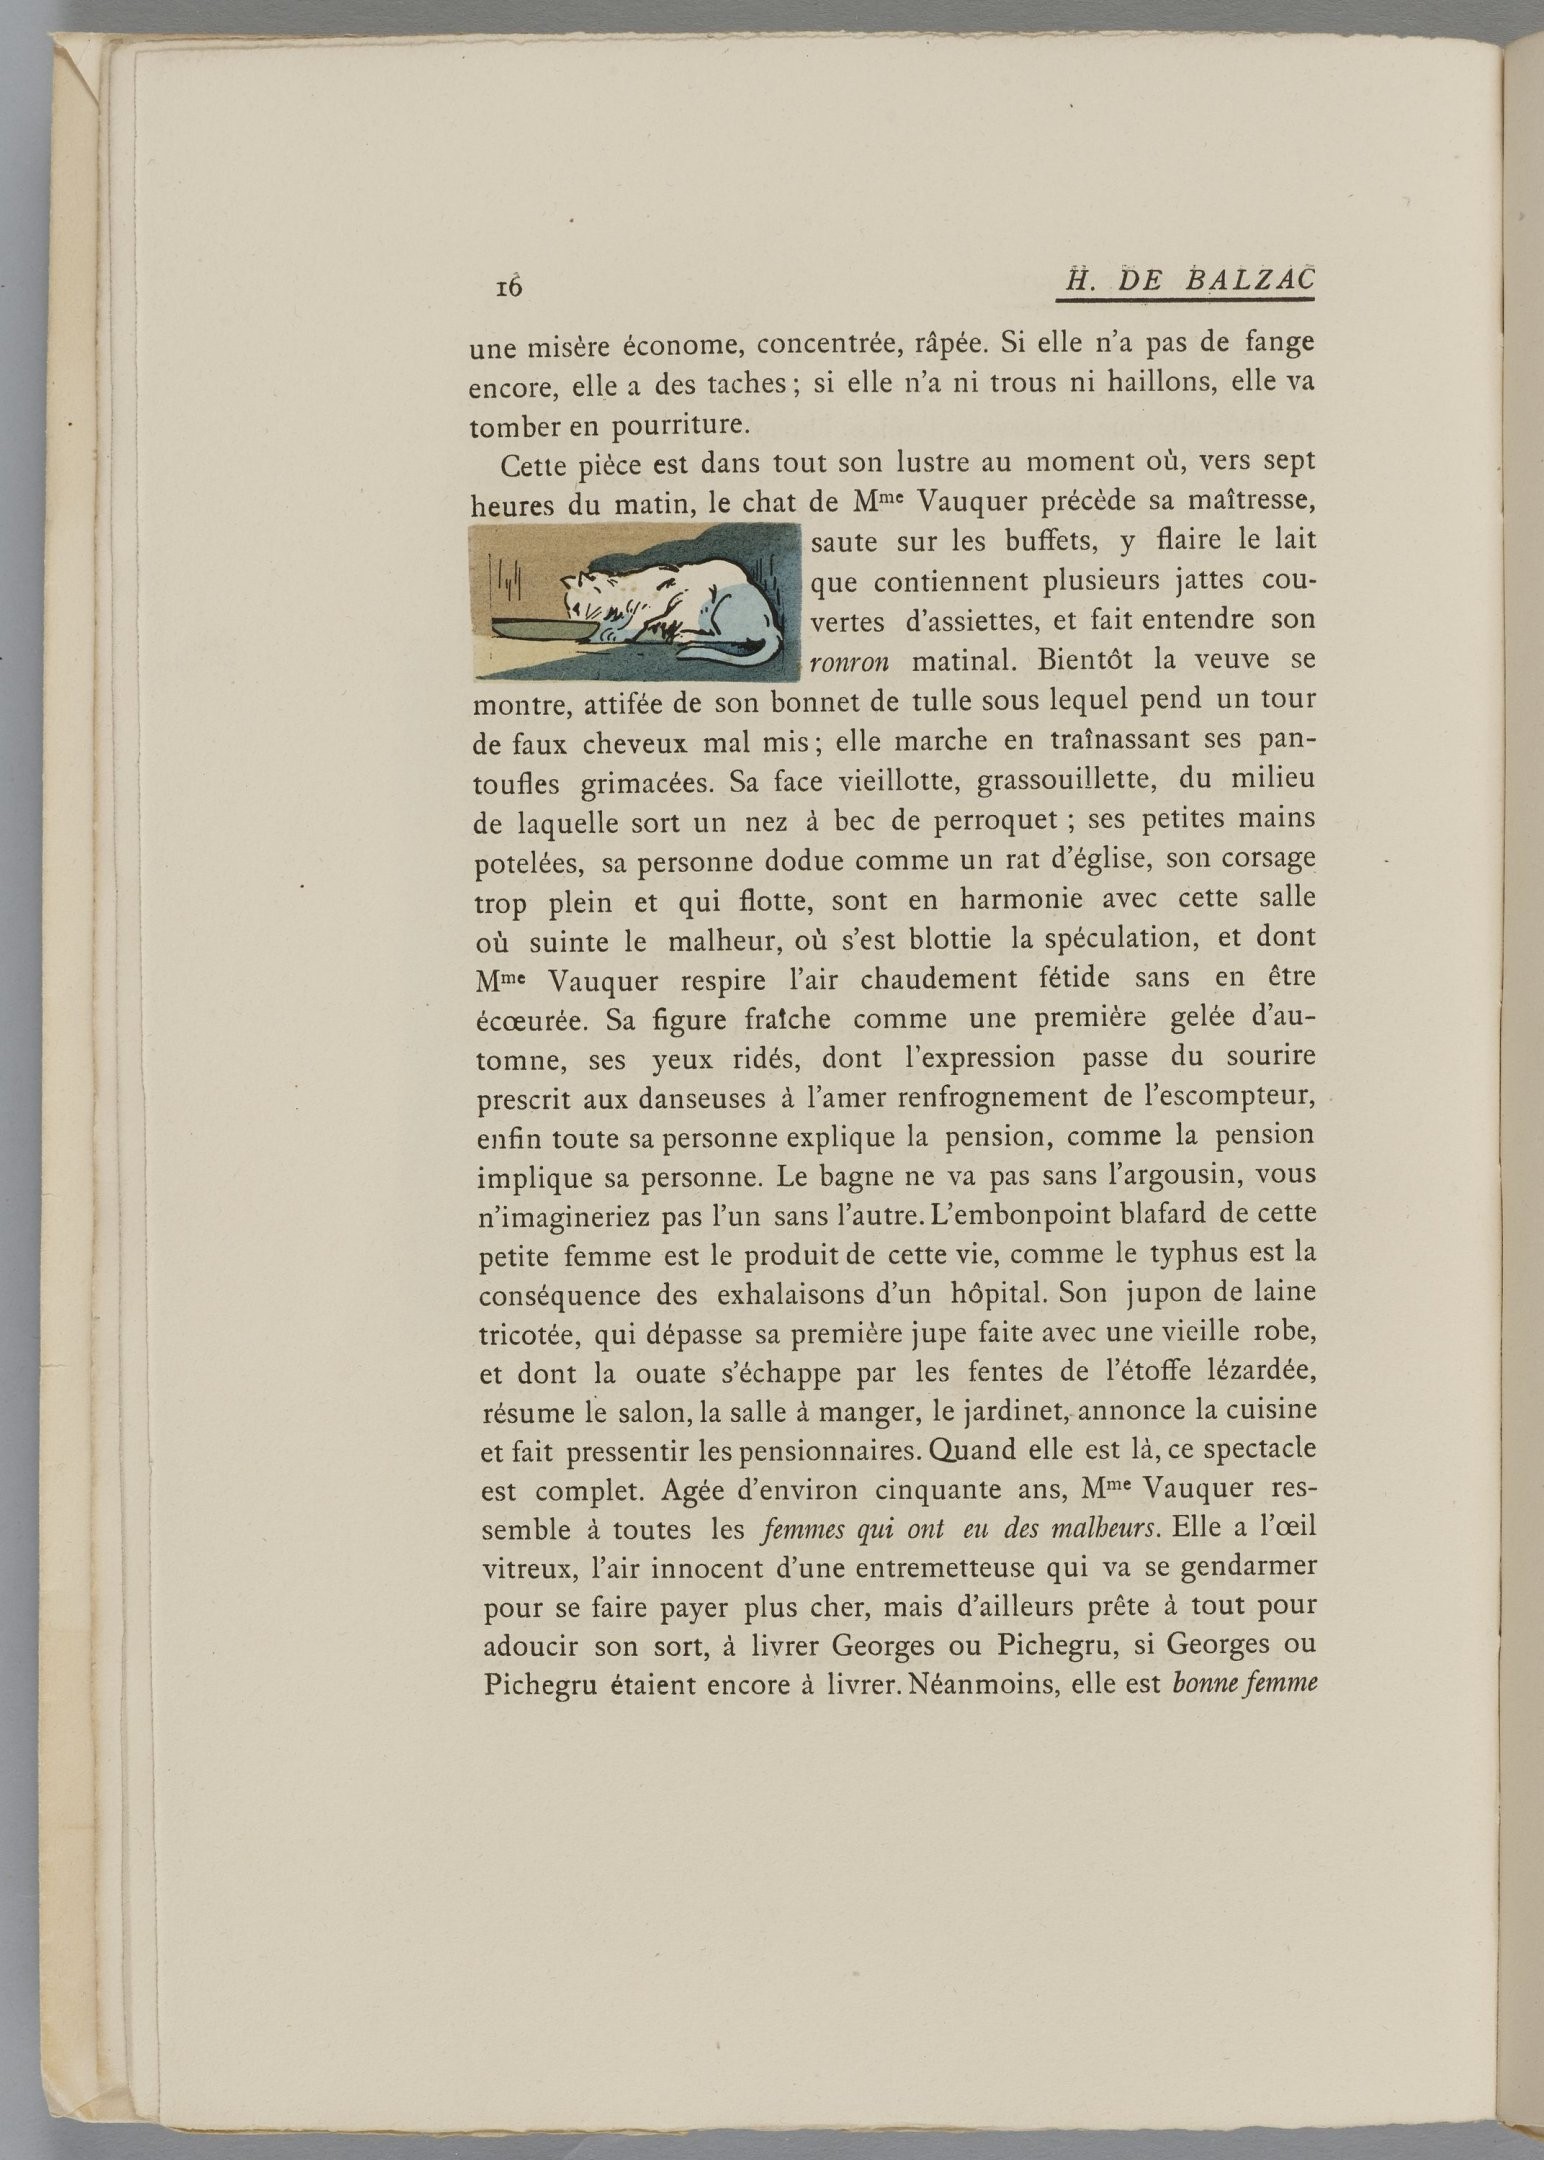 16
H. DE BALZAC
une misère économe, concentrée, râpée. Si elle n'a pas de fange
encore, elle a des taches ; si elle n'a ni trous ni haillons, elle va
tomber en pourriture.
Cette pièce est dans tout son lustre au moment où, vers sept
heures du matin, le chat de Mme Vauquer précède sa maîtresse,
saute sur les buffets, y flaire le lait
que contiennent plusieurs jattes cou-
vertes d'assiettes, et fait entendre son
ronron matinal. Bientôt la veuve se
montre, attifée de son bonnet de tulle sous lequel pend un tour
de faux cheveux mal mis ; elle marche en traînassant ses pan-
toufles grimacées. Sa face vieillotte, grassouillette, du milieu
de laquelle sort un nez à bec de perroquet ; ses petites mains
potelées, sa personne dodue comme un rat d'église, son corsage
trop plein et qui flotte, sont en harmonie avec cette salle
où suinte le malheur, où s'est blottie la spéculation, et dont
Mme Vauquer respire l'air chaudement fétide sans en être
écœurée. Sa figure fraîche comme une première gelée d'au-
tomne, ses yeux ridés, dont l'expression passe du sourire
prescrit aux danseuses à l'amer renfrognement de l'escompteur,
enfin toute sa personne explique la pension, comme la pension
implique sa personne. Le bagne ne va pas sans l'argousin, vous
n'imagineriez pas l'un sans l'autre. L'embonpoint blafard de cette
petite femme est le produit de cette vie, comme le typhus est la
conséquence des exhalaisons d'un hôpital. Son jupon de laine
tricotée, qui dépasse sa première jupe faite avec une vieille robe,
et dont la ouate s'échappe par les fentes de l'étoffe lézardée,
résume le salon, la salle à manger, le jardinet, annonce la cuisine
et fait pressentir les pensionnaires. Quand elle est là, ce spectacle
est complet. Agée d'environ cinquante ans, Mme Vauquer res-
semble à toutes les femmes qui ont eu des malheurs. Elle a l'œil
vitreux, l'air innocent d'une entremetteuse qui va se gendarmer
pour se faire payer plus cher, mais d'ailleurs prête à tout pour
adoucir son sort, à livrer Georges ou Pichegru, si Georges ou
Pichegru étaient encore à livrer. Néanmoins, elle est bonne femme